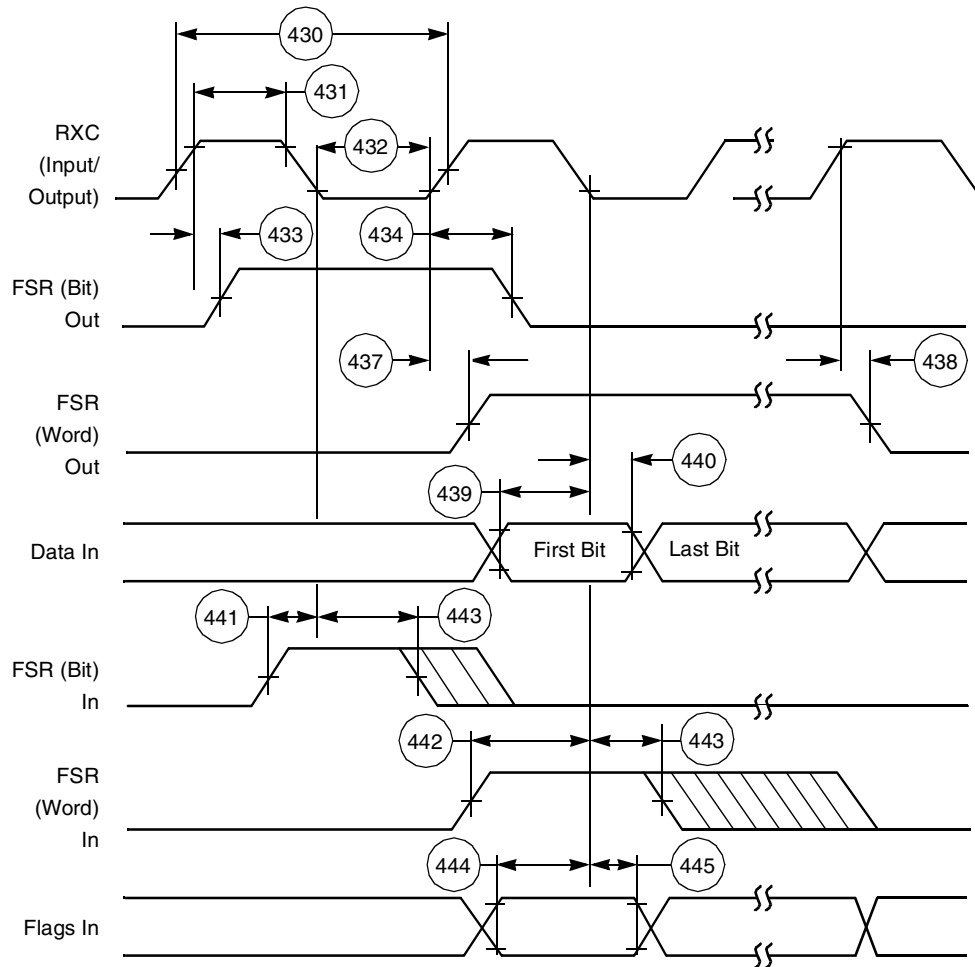 430
431
RXC
(Input/
Output)
432
433
434
FSR (Bit)
Out
437
438
FSR
(Word)
Out
440
439
Data In
First Bit
Last Bit
441
443
FSR (Bit)
In
442
443
FSR
(Word)
In
444
445
Flags In